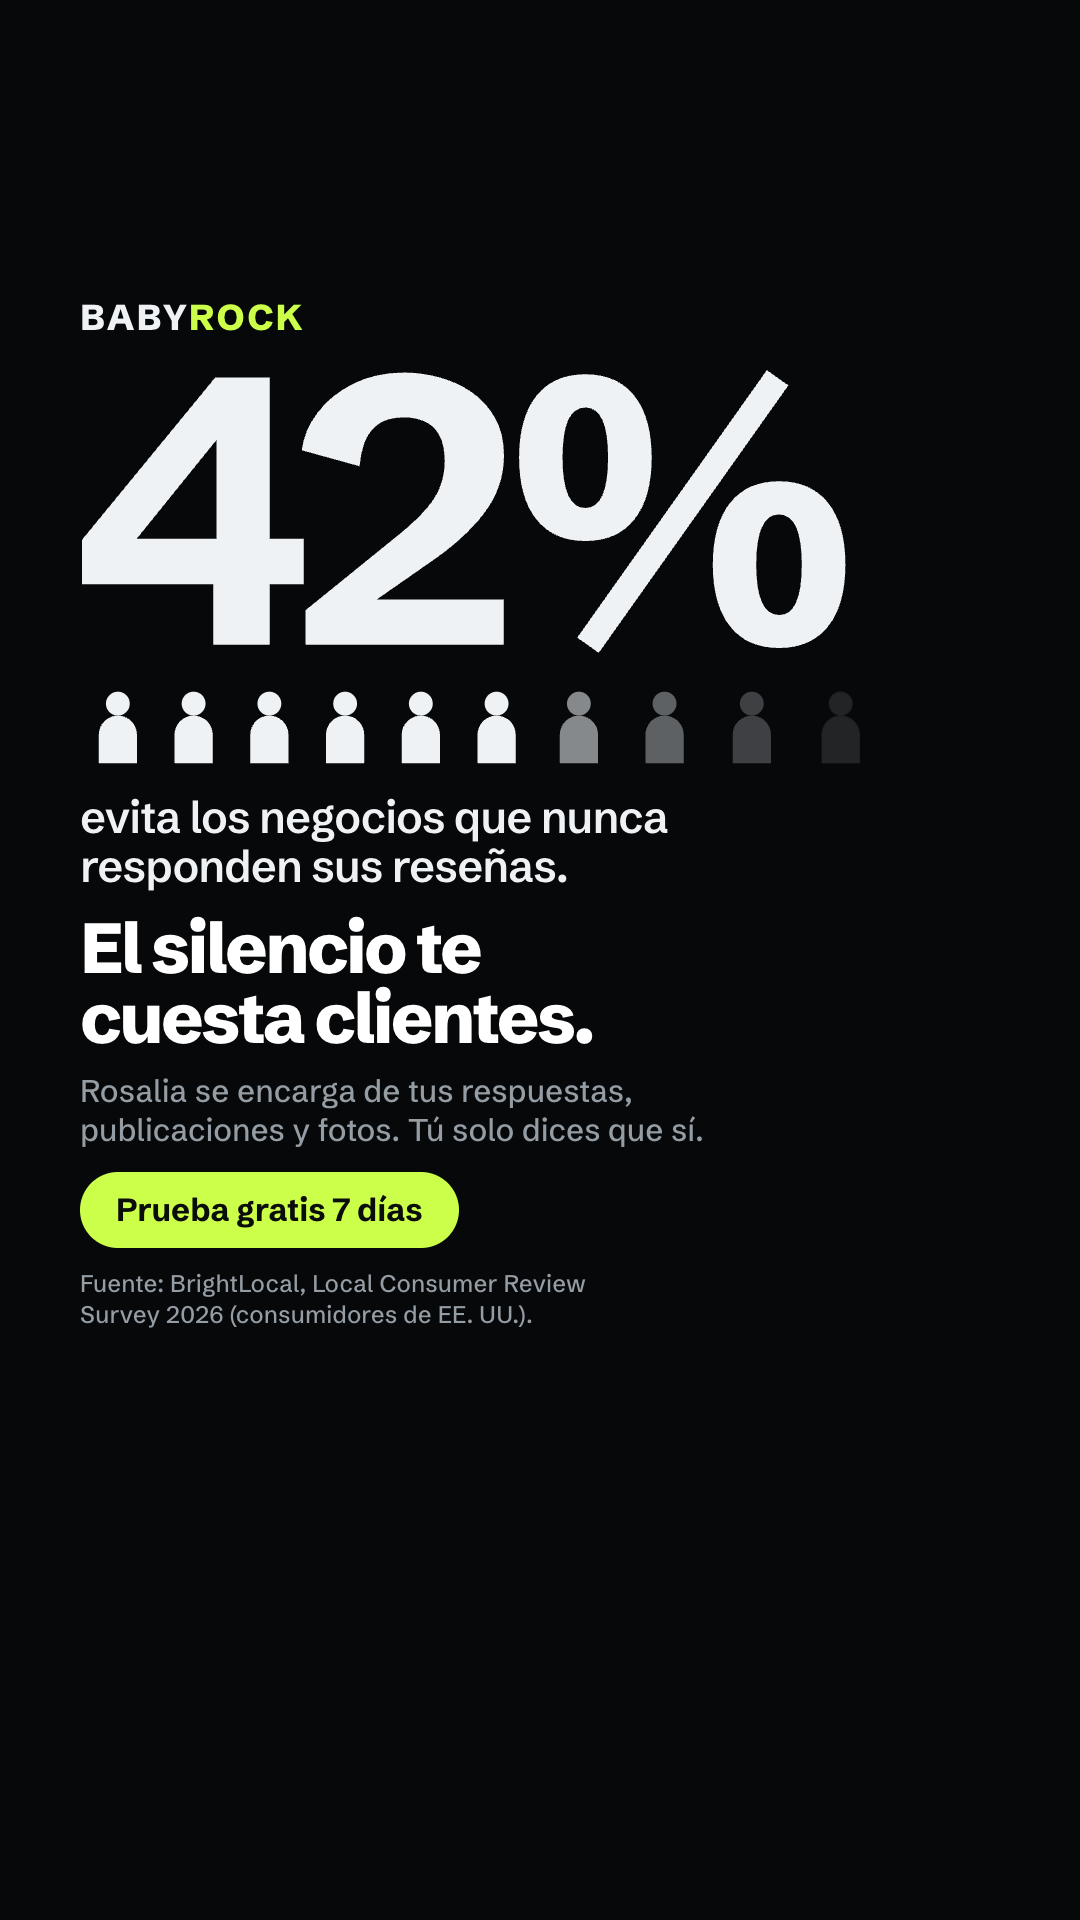 BABYROCK
42%
evita los negocios que nunca
responden sus reseñas.
El silencio te
cuesta clientes.
Rosalia se encarga de tus respuestas,
publicaciones y fotos. Tú solo dices que sí.
Prueba gratis 7 días
Fuente: BrightLocal, Local Consumer Review
Survey 2026 (consumidores de EE. UU.).